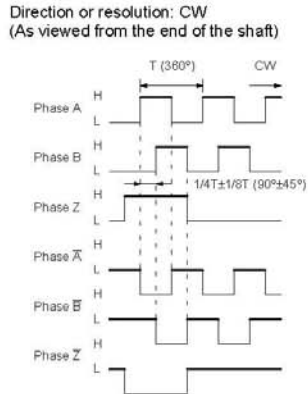 Direction or resolution: CW
(As viewed from the end of the shaft)
T (360°) CW
H
Phase A
L
H
Phase B
L
1/4T±1/8T (90°±45°)
H
Phase Z
L
H
Phase A̅
L
H
Phase B̅
L
H
Phase Z̅
L